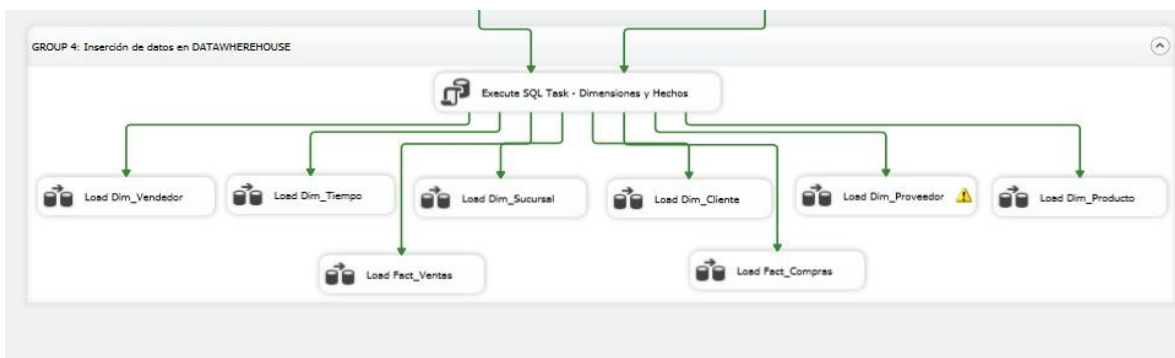 GROUP 4: Inserción de datos en DATAWHEREHOUSE
Execute SQL Task - Dimensiones y Hechos
Load Dim_Vendedor
Load Dim_Tiempo
Load Dim_Sucursal
Load Dim_Cliente
Load Dim_Proveedor
Load Dim_Producto
Load Fact_Ventas
Load Fact_Compras